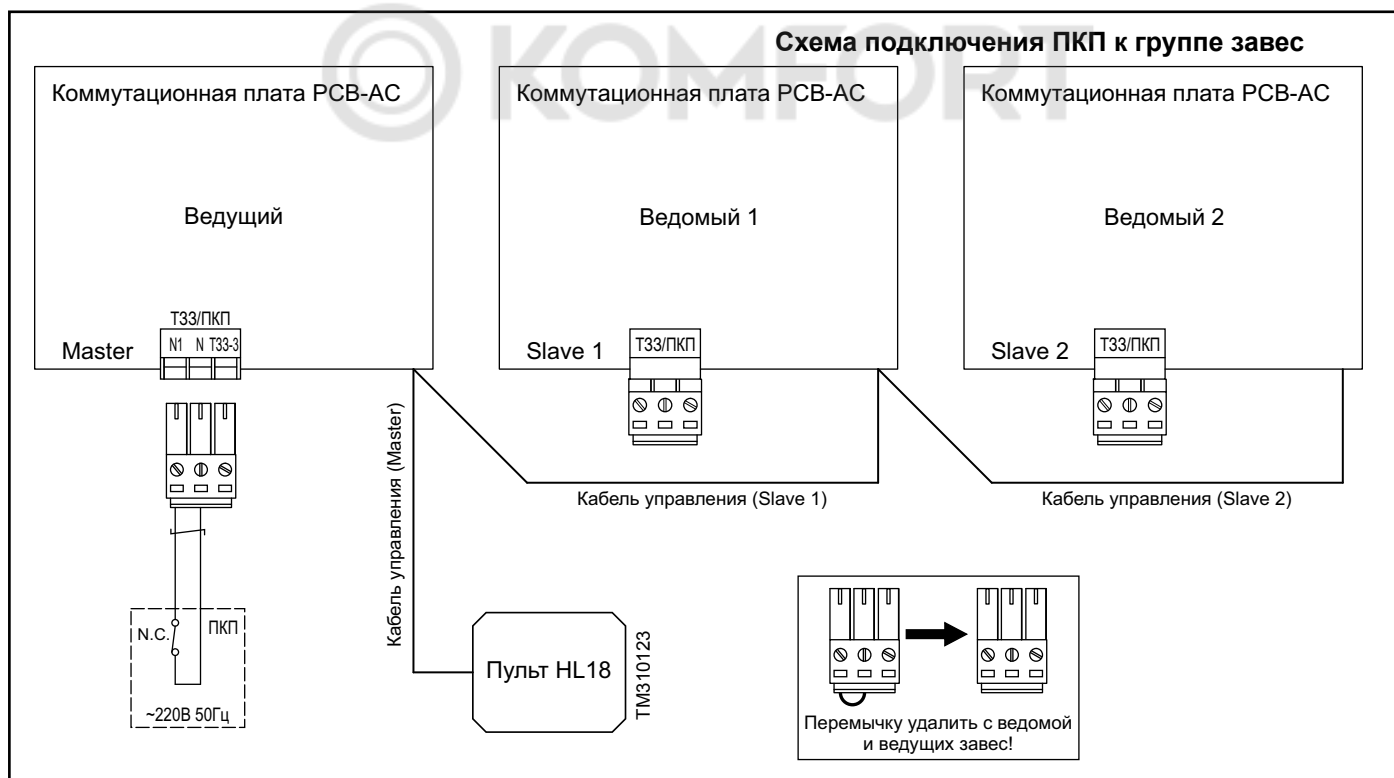 KOMFORT
Схема подключения ПКП к группе завес
Коммутационная плата PCB-AC
Ведущий
ТЗЗ/ПКП
N1 N ТЗЗ-3
Master
Коммутационная плата PCB-AC
Ведомый 1
Slave 1
ТЗЗ/ПКП
Коммутационная плата PCB-AC
Ведомый 2
Slave 2
ТЗЗ/ПКП
Кабель управления (Master)
Кабель управления (Slave 1)
Кабель управления (Slave 2)
N.C.
ПКП
~220В 50Гц
Пульт HL18
TM310123
Перемычку удалить с ведомой
и ведущих завес!